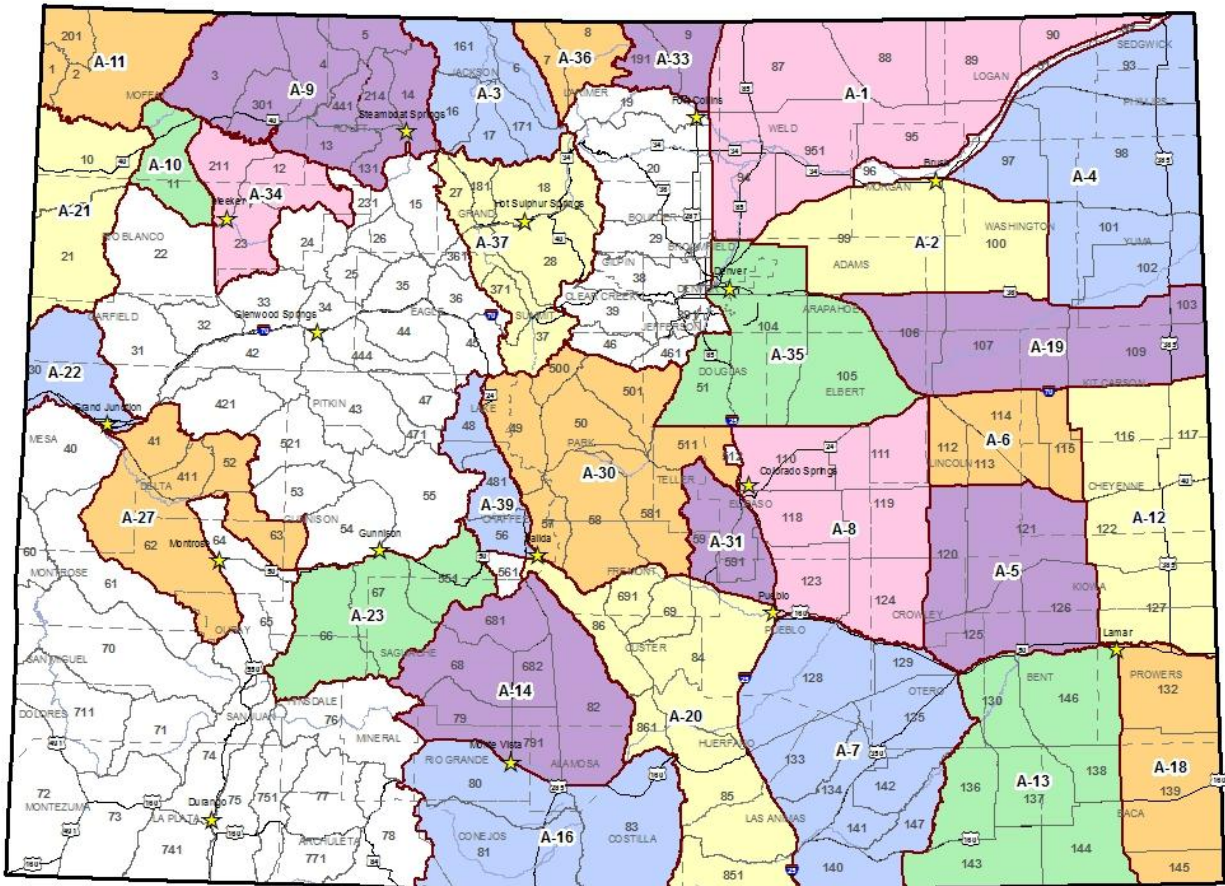 201
A-11
1
2
MOFFAT
3
5
4
A-9
301
441
214
14
Steamboat Springs
ROUTT
13
131
161
JACKSON
6
A-3
16
17
171
8
A-36
7
LARIMER
9
191
A-33
19
Fort Collins
87
88
89
90
LOGAN
A-1
WELD
95
951
94
SEDGWICK
93
PHILLIPS
97
98
A-4
96
Brush
MORGAN
101
YUMA
102
10
A-10
11
211
12
A-34
Meeker
23
231
15
A-21
21
RIO BLANCO
22
24
26
25
361
27
181
18
GRAND
Hot Sulphur Springs
A-37
28
371
SUMMIT
37
20
BOULDER
29
BROOMFIELD
GILPIN
38
CLEAR CREEK
39
JEFFERSON
391
46
461
DENVER
Denver
99
A-2
100
WASHINGTON
ADAMS
104
ARAPAHOE
A-35
DOUGLAS
51
105
ELBERT
106
107
A-19
109
103
KIT CARSON
GARFIELD
30
A-22
31
32
33
34
Glenwood Springs
35
36
EAGLE
44
45
42
444
421
PITKIN
43
47
471
521
Grand Junction
MESA
40
41
52
411
DELTA
A-27
62
63
64
Montrose
53
GUNNISON
54
55
Gunnison
LAKE
48
49
481
A-39
CHAFFEE
56
Salida
561
551
500
501
50
PARK
A-30
57
58
581
511
TELLER
512
59
A-31
591
FREMONT
110
111
Colorado Springs
EL PASO
118
119
A-8
123
124
CROWLEY
112
LINCOLN
113
114
A-6
115
116
117
CHEYENNE
A-12
122
127
120
121
A-5
KIOWA
125
126
Lamar
60
MONTROSE
61
65
OURAY
70
SAN MIGUEL
DOLORES
711
71
72
MONTEZUMA
73
74
SAN JUAN
Durango
LA PLATA
75
751
741
HINSDALE
76
MINERAL
77
771
ARCHULETA
78
66
67
A-23
SAGUACHE
681
68
682
A-14
79
791
82
ALAMOSA
Monte Vista
RIO GRANDE
80
CONEJOS
81
A-16
83
COSTILLA
691
69
86
CUSTER
84
861
A-20
HUERFANO
85
851
Pueblo
PUEBLO
128
129
OTERO
135
A-7
133
134
142
LAS ANIMAS
141
147
140
130
BENT
146
A-13
136
137
138
143
144
PROWERS
132
A-18
139
BACA
145